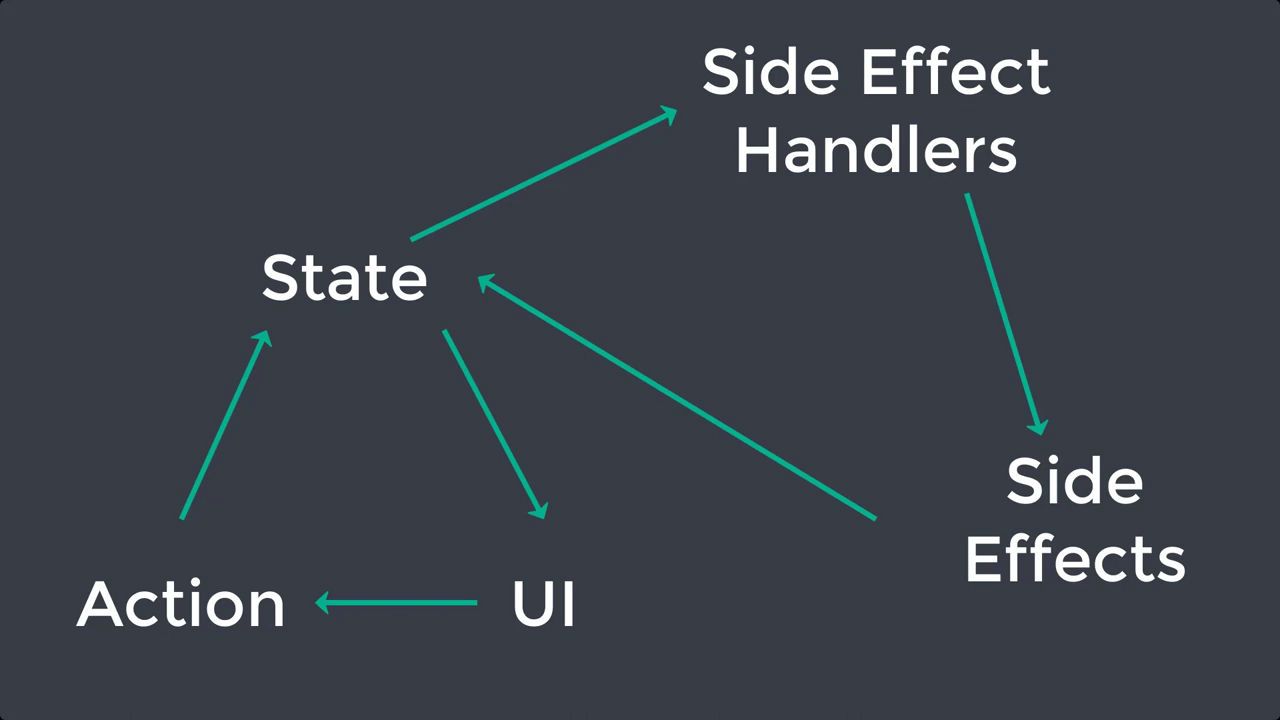 Side Effect
Handlers
State
Side
Effects
Action
UI